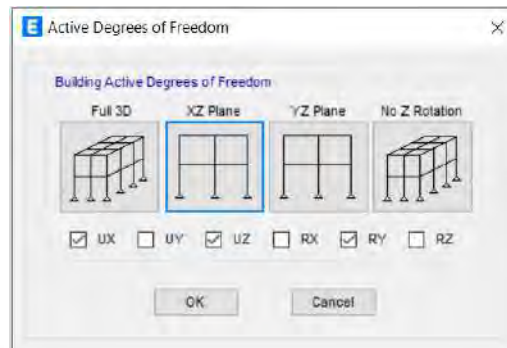 E Active Degrees of Freedom
Building Active Degrees of Freedom
Full 3D XZ Plane YZ Plane No Z Rotation
UX UY UZ RX RY RZ
OK Cancel